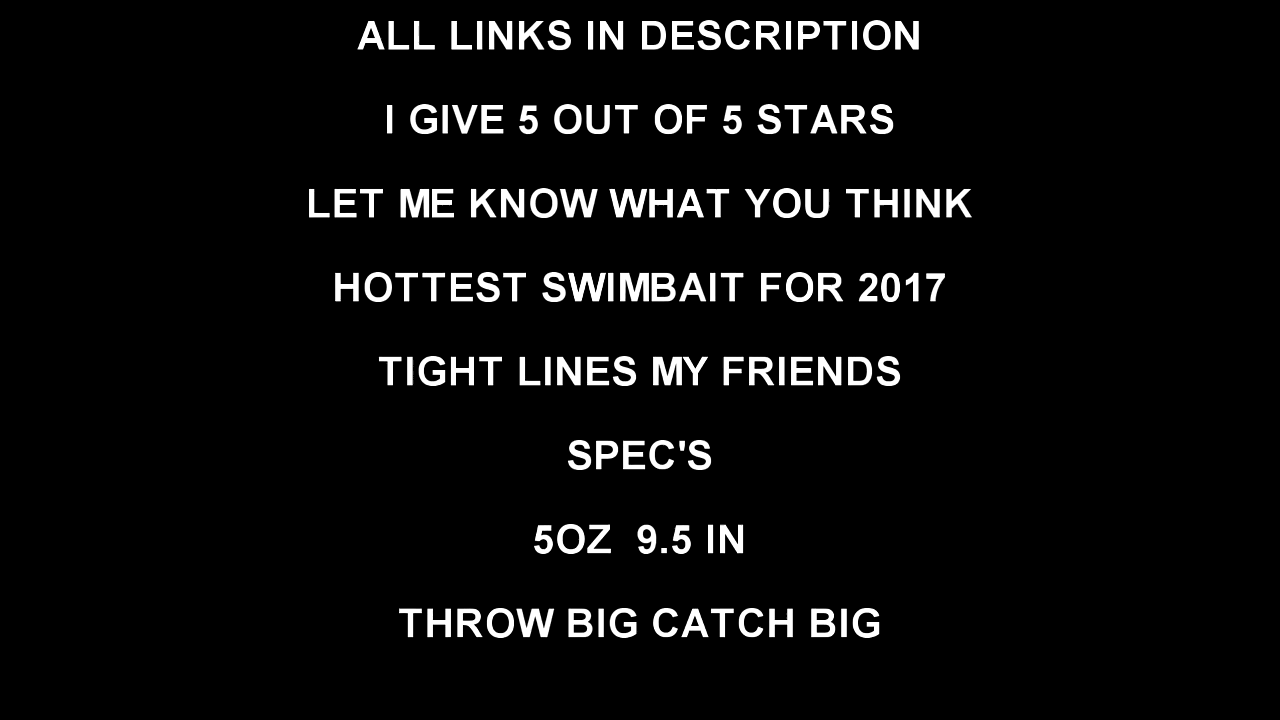 ALL LINKS IN DESCRIPTION
I GIVE 5 OUT OF 5 STARS
LET ME KNOW WHAT YOU THINK
HOTTEST SWIMBAIT FOR 2017
TIGHT LINES MY FRIENDS
SPEC'S
5OZ  9.5 IN
THROW BIG CATCH BIG